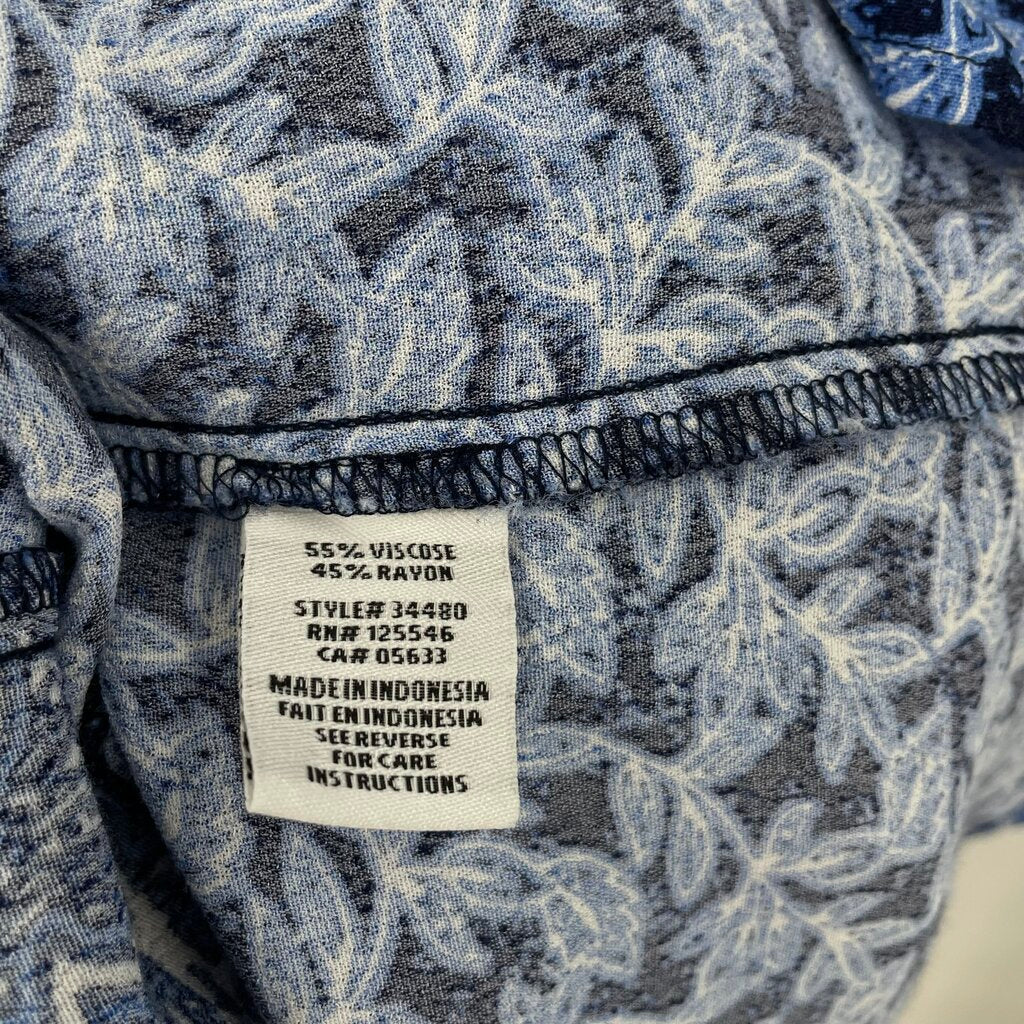 55% VISCOSE
45% RAYON
STYLE# 34480
RN# 125546
CA# 05633
MADE IN INDONESIA
FAIT EN INDONESIA
SEE REVERSE
FOR CARE
INSTRUCTIONS